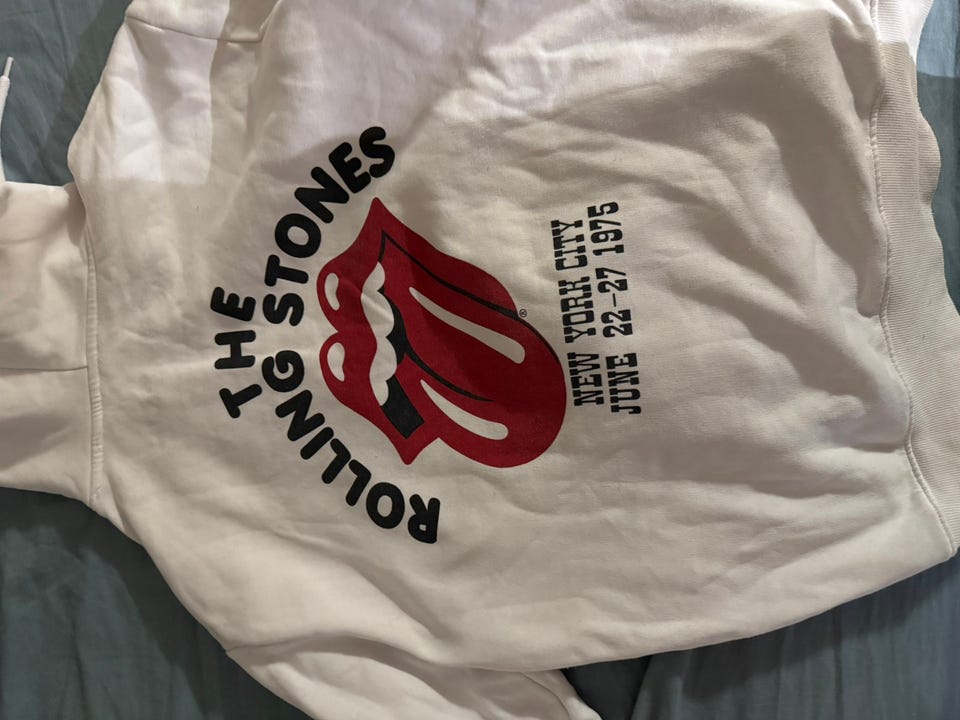 THE
ROLLING STONES
®
NEW YORK CITY
JUNE 22-27 1975